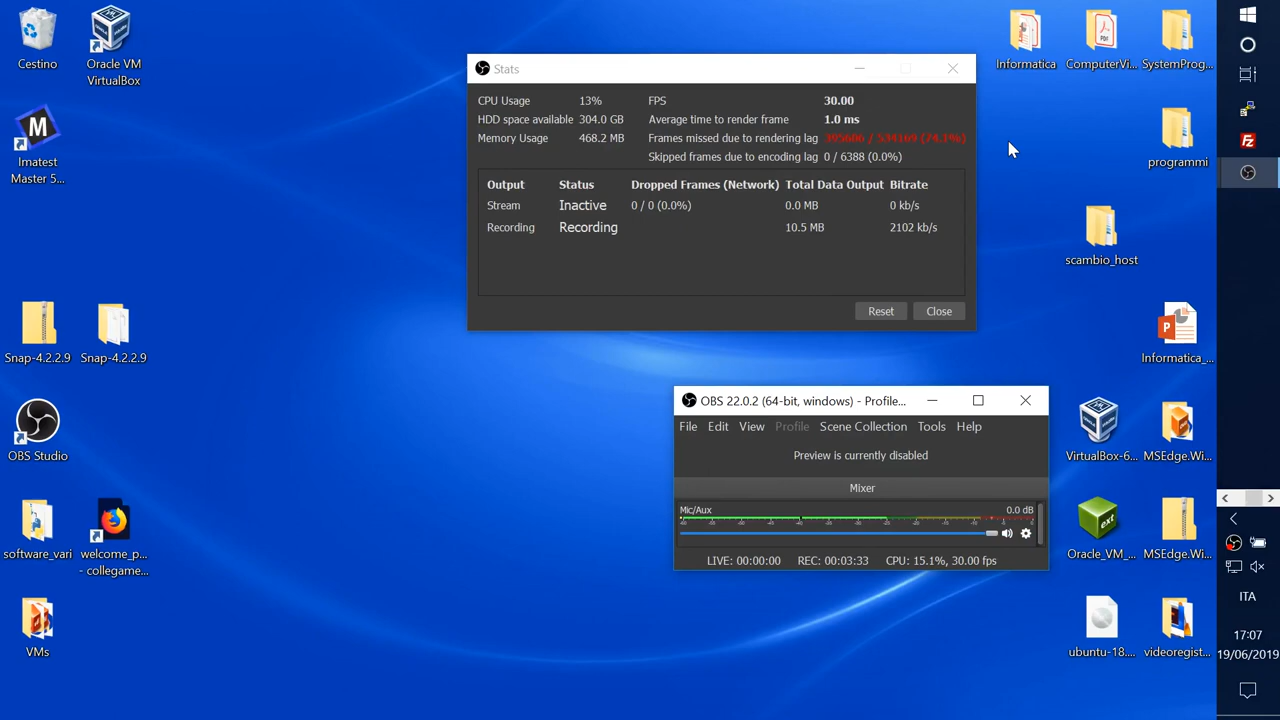 Cestino
Oracle VM
VirtualBox
Imatest
Master 5...
Snap-4.2.2.9
Snap-4.2.2.9
OBS Studio
software_vari
welcome_p...
- collegame...
VMs
Stats
CPU Usage 13%
HDD space available 304.0 GB
Memory Usage 468.2 MB
FPS 30.00
Average time to render frame 1.0 ms
Frames missed due to rendering lag 395606 / 534169 (74.1%)
Skipped frames due to encoding lag 0 / 6388 (0.0%)
Output Status Dropped Frames (Network) Total Data Output Bitrate
Stream Inactive 0 / 0 (0.0%) 0.0 MB 0 kb/s
Recording Recording 10.5 MB 2102 kb/s
Reset Close
OBS 22.0.2 (64-bit, windows) - Profile...
File Edit View Profile Scene Collection Tools Help
Preview is currently disabled
Mixer
Mic/Aux 0.0 dB
LIVE: 00:00:00 REC: 00:03:33 CPU: 15.1%, 30.00 fps
Informatica
ComputerVi...
SystemProg...
programmi
scambio_host
Informatica_...
VirtualBox-6...
MSEdge.Wi...
Oracle_VM_...
MSEdge.Wi...
ubuntu-18....
videoregist...
ITA
17:07
19/06/2019